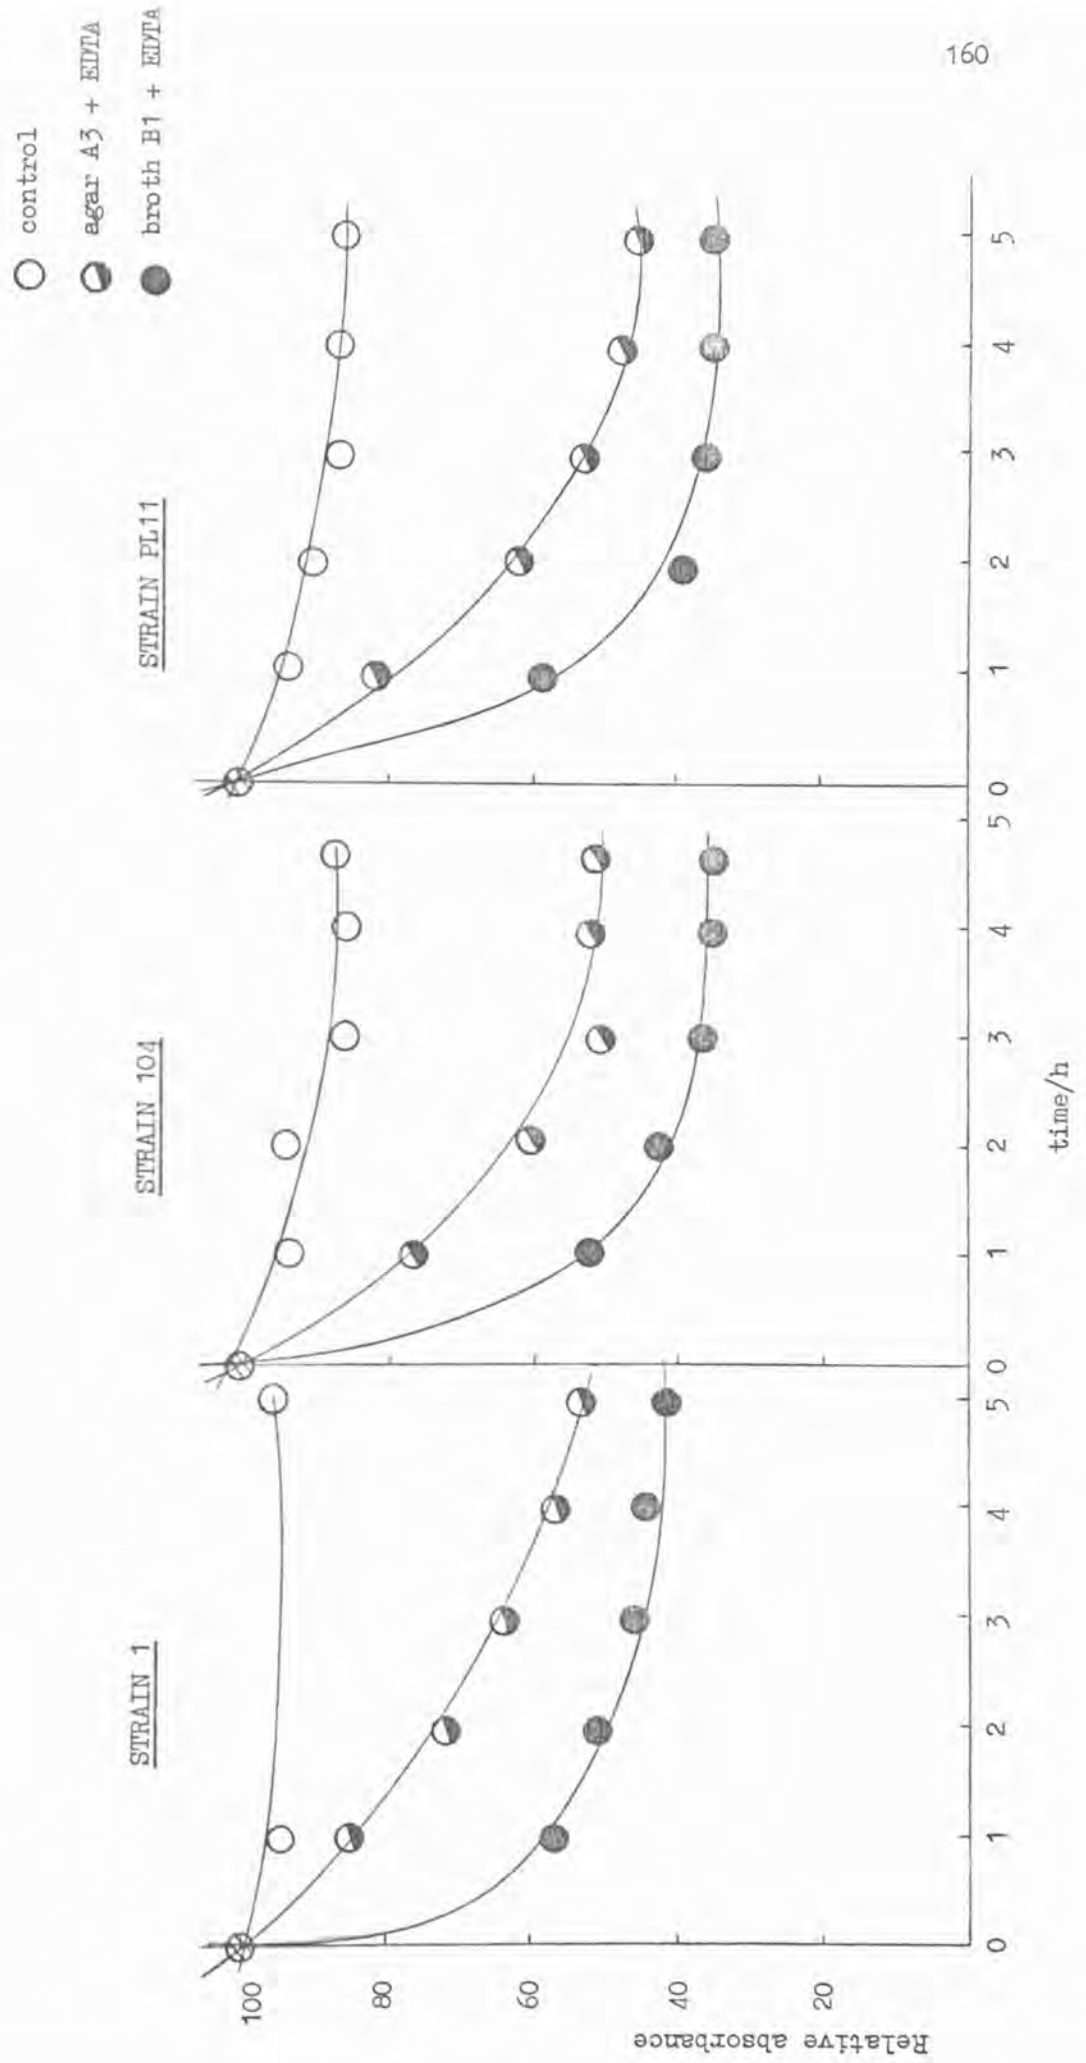 160
control
agar A3 + EDTA
broth B1 + EDTA
STRAIN 1
STRAIN 104
STRAIN PL11
Relative absorbance
100
80
60
40
20
0 1 2 3 4 5
0 1 2 3 4 5
0 1 2 3 4 5
time/h